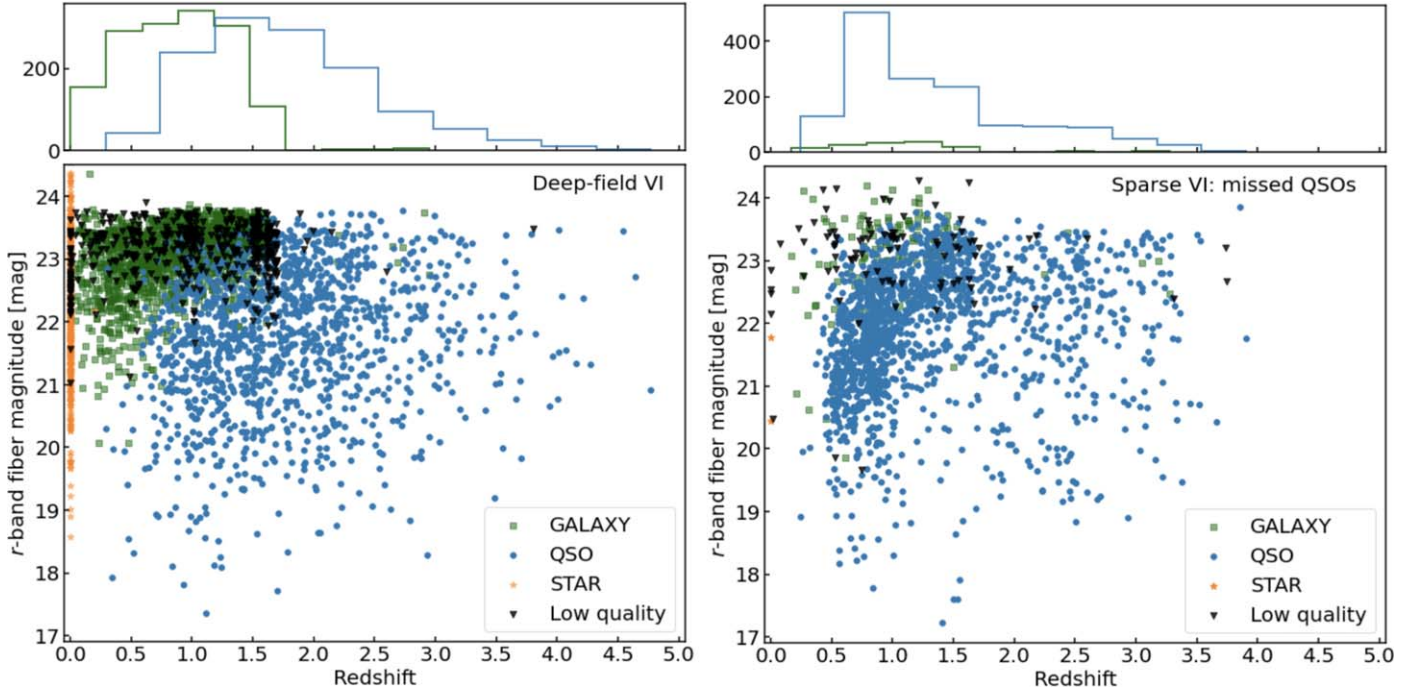 200
0
400
200
0
Deep-field VI
24
23
22
21
20
19
18
17
r-band fiber magnitude [mag]
GALAXY
QSO
STAR
Low quality
0.0 0.5 1.0 1.5 2.0 2.5 3.0 3.5 4.0 4.5 5.0
Redshift
Sparse VI: missed QSOs
24
23
22
21
20
19
18
17
r-band fiber magnitude [mag]
GALAXY
QSO
STAR
Low quality
0.0 0.5 1.0 1.5 2.0 2.5 3.0 3.5 4.0 4.5 5.0
Redshift